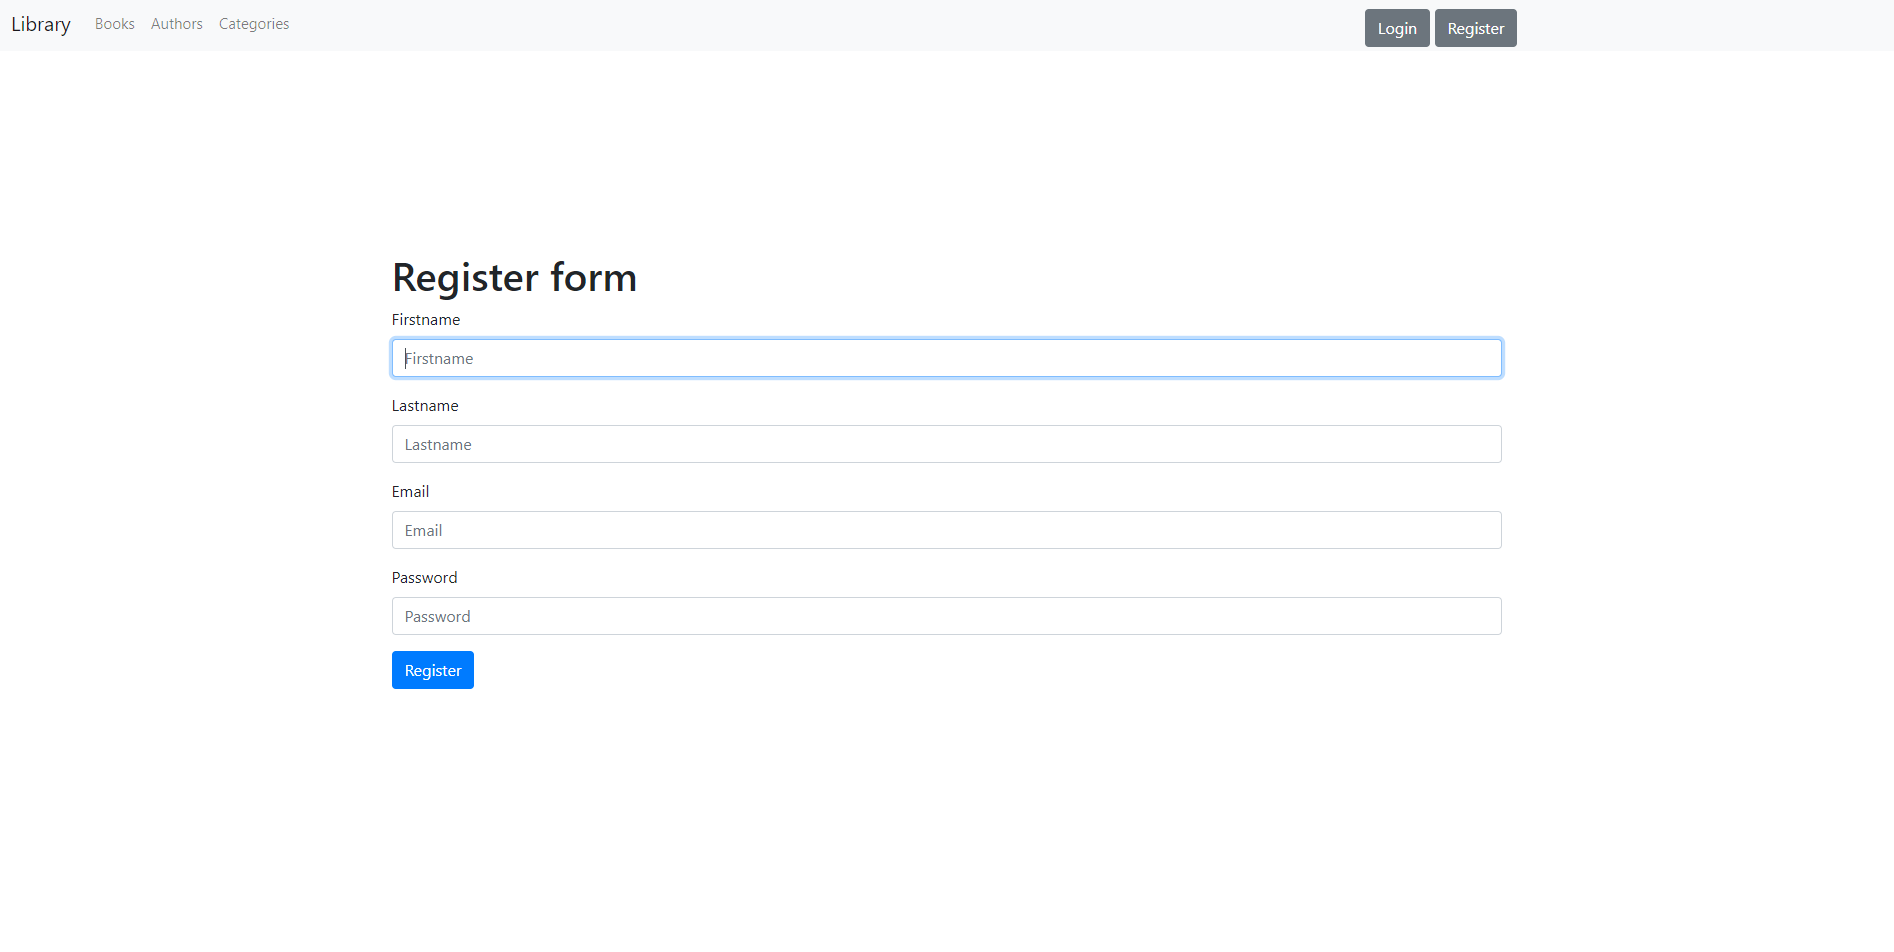 Library Books Authors Categories Login Register
Register form
Firstname
Firstname
Lastname
Lastname
Email
Email
Password
Password
Register